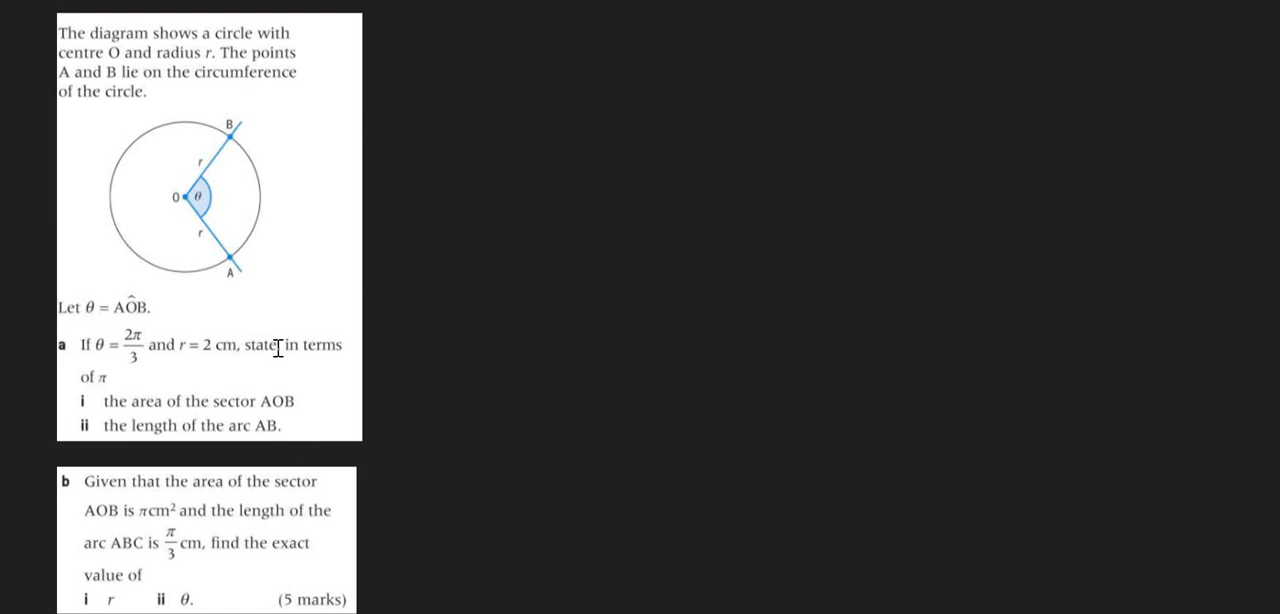 The diagram shows a circle with
centre O and radius r. The points
A and B lie on the circumference
of the circle.
B
r
O θ
r
A
Let θ = AÔB.
a If θ = 2π/3 and r = 2 cm, state, in terms
of π
i the area of the sector AOB
ii the length of the arc AB.
b Given that the area of the sector
AOB is πcm² and the length of the
arc ABC is π/3 cm, find the exact
value of
i r ii θ. (5 marks)